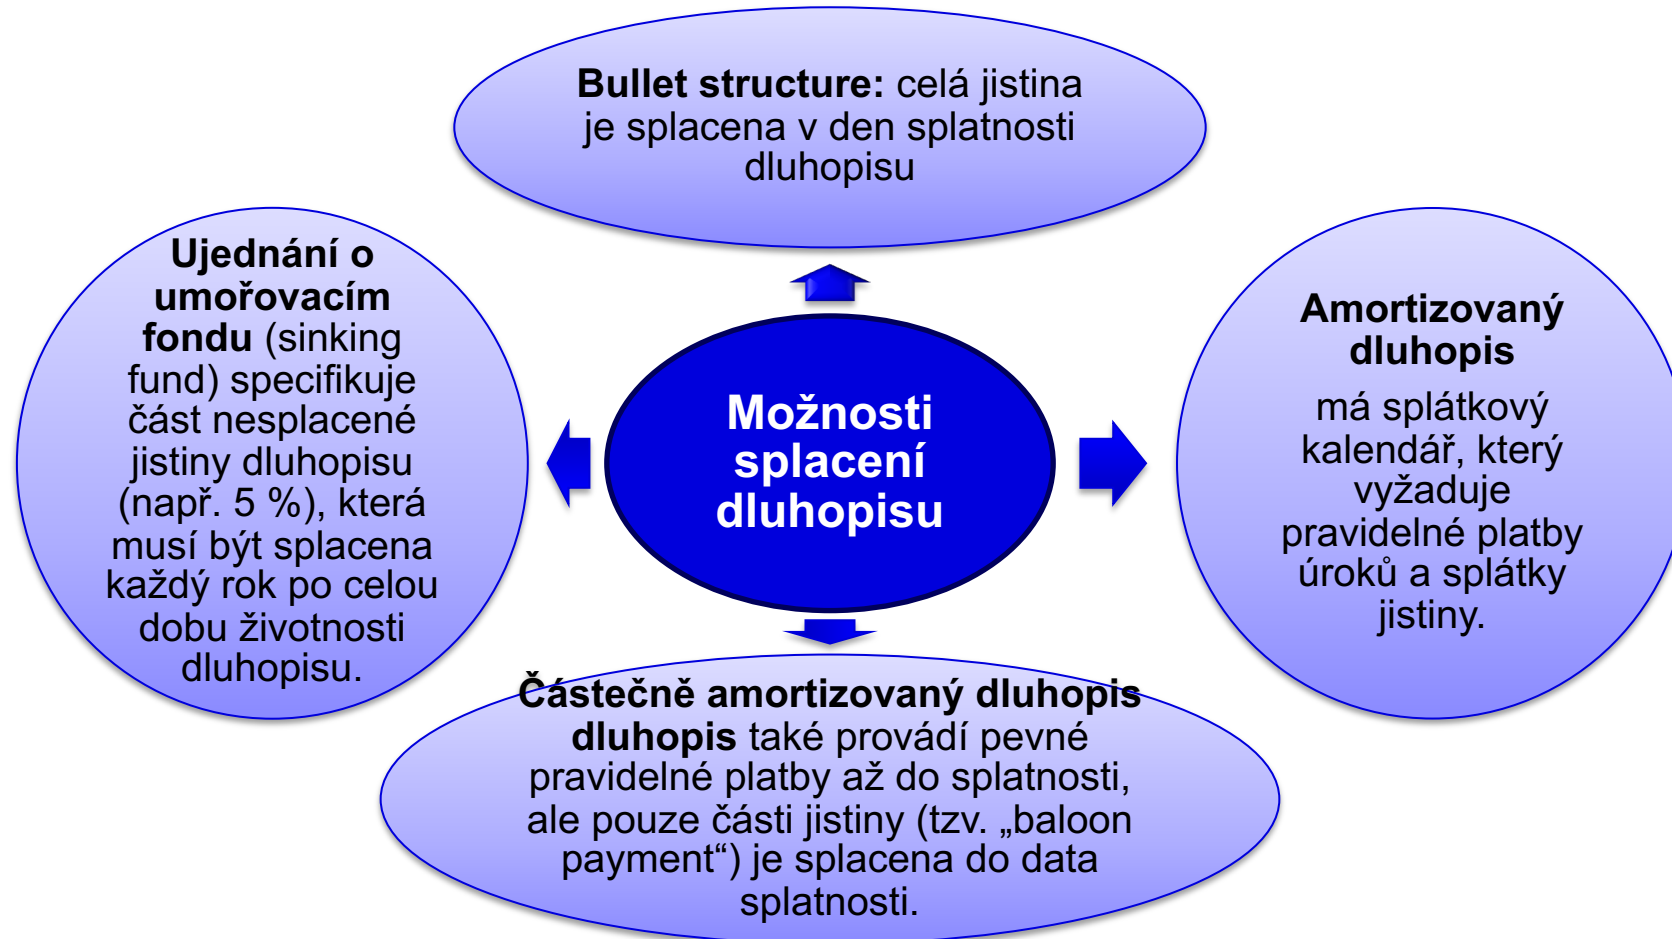 Bullet structure: celá jistina
je splacena v den splatnosti
dluhopisu
Ujednání o
umořovacím
fondu (sinking
fund) specifikuje
část nesplacené
jistiny dluhopisu
(např. 5 %), která
musí být splacena
každý rok po celou
dobu životnosti
dluhopisu.
Možnosti
splacení
dluhopisu
Amortizovaný
dluhopis
má splátkový
kalendář, který
vyžaduje
pravidelné platby
úroků a splátky
jistiny.
Částečně amortizovaný dluhopis
dluhopis také provádí pevné
pravidelné platby až do splatnosti,
ale pouze části jistiny (tzv. „baloon
payment“) je splacena do data
splatnosti.